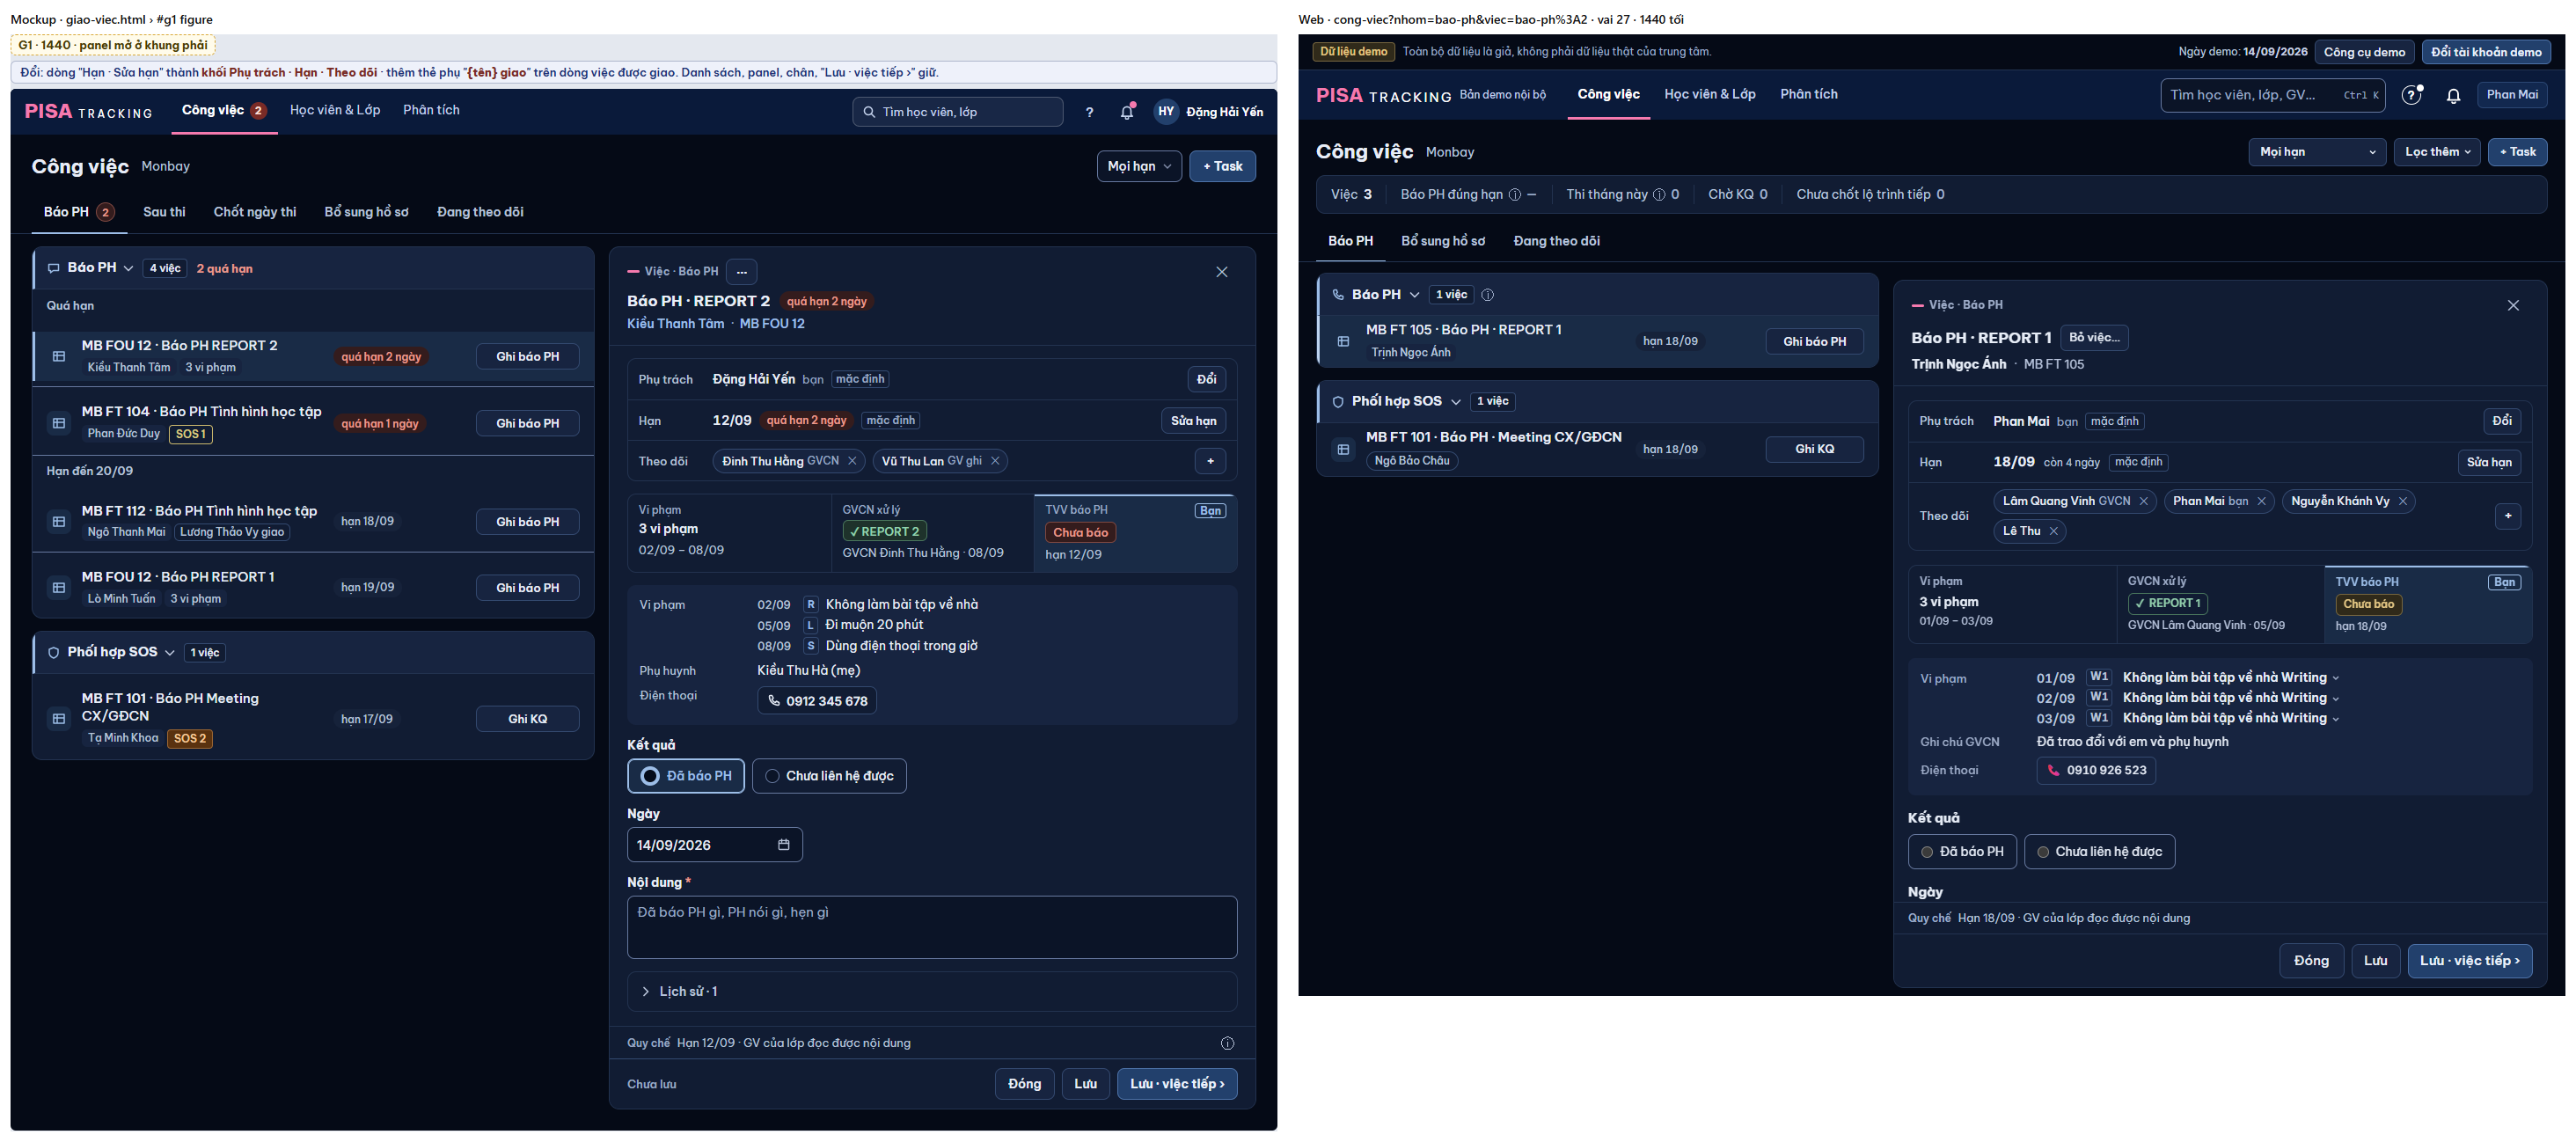 Mockup · giao-viec.html › #g1 figure
G1 · 1440 · panel mở ở khung phải
Đổi: dòng "Hạn · Sửa hạn" thành khối Phụ trách · Hạn · Theo dõi · thêm thẻ phụ "{tên} giao" trên dòng việc được giao. Danh sách, panel, chân, "Lưu · việc tiếp ›" giữ.
PISA TRACKING
Công việc 2
Học viên & Lớp
Phân tích
Tìm học viên, lớp
?
HY Đặng Hải Yến
Công việc Monbay
Mọi hạn
+ Task
Báo PH 2
Sau thi
Chốt ngày thi
Bổ sung hồ sơ
Đang theo dõi
Báo PH 4 việc 2 quá hạn
Quá hạn
MB FOU 12 · Báo PH REPORT 2
Kiều Thanh Tâm 3 vi phạm
quá hạn 2 ngày
Ghi báo PH
MB FT 104 · Báo PH Tình hình học tập
Phan Đức Duy SOS 1
quá hạn 1 ngày
Ghi báo PH
Hạn đến 20/09
MB FT 112 · Báo PH Tình hình học tập
Ngô Thanh Mai Lương Thảo Vy giao
hạn 18/09
Ghi báo PH
MB FOU 12 · Báo PH REPORT 1
Lò Minh Tuấn 3 vi phạm
hạn 19/09
Ghi báo PH
Phối hợp SOS 1 việc
MB FT 101 · Báo PH Meeting
CX/GĐCN
Tạ Minh Khoa SOS 2
hạn 17/09
Ghi KQ
Việc · Báo PH ...
Báo PH · REPORT 2 quá hạn 2 ngày
Kiều Thanh Tâm · MB FOU 12
Phụ trách Đặng Hải Yến bạn mặc định Đổi
Hạn 12/09 quá hạn 2 ngày mặc định Sửa hạn
Theo dõi Đinh Thu Hằng GVCN Vũ Thu Lan GV ghi +
Vi phạm
3 vi phạm
02/09 – 08/09
GVCN xử lý
✓ REPORT 2
GVCN Đinh Thu Hằng · 08/09
TVV báo PH Bạn
Chưa báo
hạn 12/09
Vi phạm 02/09 R Không làm bài tập về nhà
05/09 L Đi muộn 20 phút
08/09 S Dùng điện thoại trong giờ
Phụ huynh Kiều Thu Hà (mẹ)
Điện thoại 0912 345 678
Kết quả
Đã báo PH
Chưa liên hệ được
Ngày
14/09/2026
Nội dung *
Đã báo PH gì, PH nói gì, hẹn gì
Lịch sử · 1
Quy chế Hạn 12/09 · GV của lớp đọc được nội dung
Chưa lưu
Đóng
Lưu
Lưu · việc tiếp ›
Web · cong-viec?nhom=bao-ph&viec=bao-ph%3A2 · vai 27 · 1440 tối
Dữ liệu demo Toàn bộ dữ liệu là giả, không phải dữ liệu thật của trung tâm.
Ngày demo: 14/09/2026
Công cụ demo
Đổi tài khoản demo
PISA TRACKING Bản demo nội bộ
Công việc
Học viên & Lớp
Phân tích
Tìm học viên, lớp, GV... Ctrl K
?
Phan Mai
Công việc Monbay
Mọi hạn
Lọc thêm
+ Task
Việc 3
Báo PH đúng hạn —
Thi tháng này 0
Chờ KQ 0
Chưa chốt lộ trình tiếp 0
Báo PH
Bổ sung hồ sơ
Đang theo dõi
Báo PH 1 việc
MB FT 105 · Báo PH · REPORT 1
Trịnh Ngọc Ánh
hạn 18/09
Ghi báo PH
Phối hợp SOS 1 việc
MB FT 101 · Báo PH · Meeting CX/GĐCN
Ngô Bảo Châu
hạn 18/09
Ghi KQ
Việc · Báo PH
Báo PH · REPORT 1 Bỏ việc...
Trịnh Ngọc Ánh · MB FT 105
Phụ trách Phan Mai bạn mặc định Đổi
Hạn 18/09 còn 4 ngày mặc định Sửa hạn
Theo dõi Lâm Quang Vinh GVCN Phan Mai bạn Nguyễn Khánh Vy
Lê Thu +
Vi phạm
3 vi phạm
01/09 – 03/09
GVCN xử lý
✓ REPORT 1
GVCN Lâm Quang Vinh · 05/09
TVV báo PH Bạn
Chưa báo
hạn 18/09
Vi phạm 01/09 W1 Không làm bài tập về nhà Writing
02/09 W1 Không làm bài tập về nhà Writing
03/09 W1 Không làm bài tập về nhà Writing
Ghi chú GVCN Đã trao đổi với em và phụ huynh
Điện thoại 0910 926 523
Kết quả
Đã báo PH
Chưa liên hệ được
Ngày
Quy chế Hạn 18/09 · GV của lớp đọc được nội dung
Đóng
Lưu
Lưu · việc tiếp ›